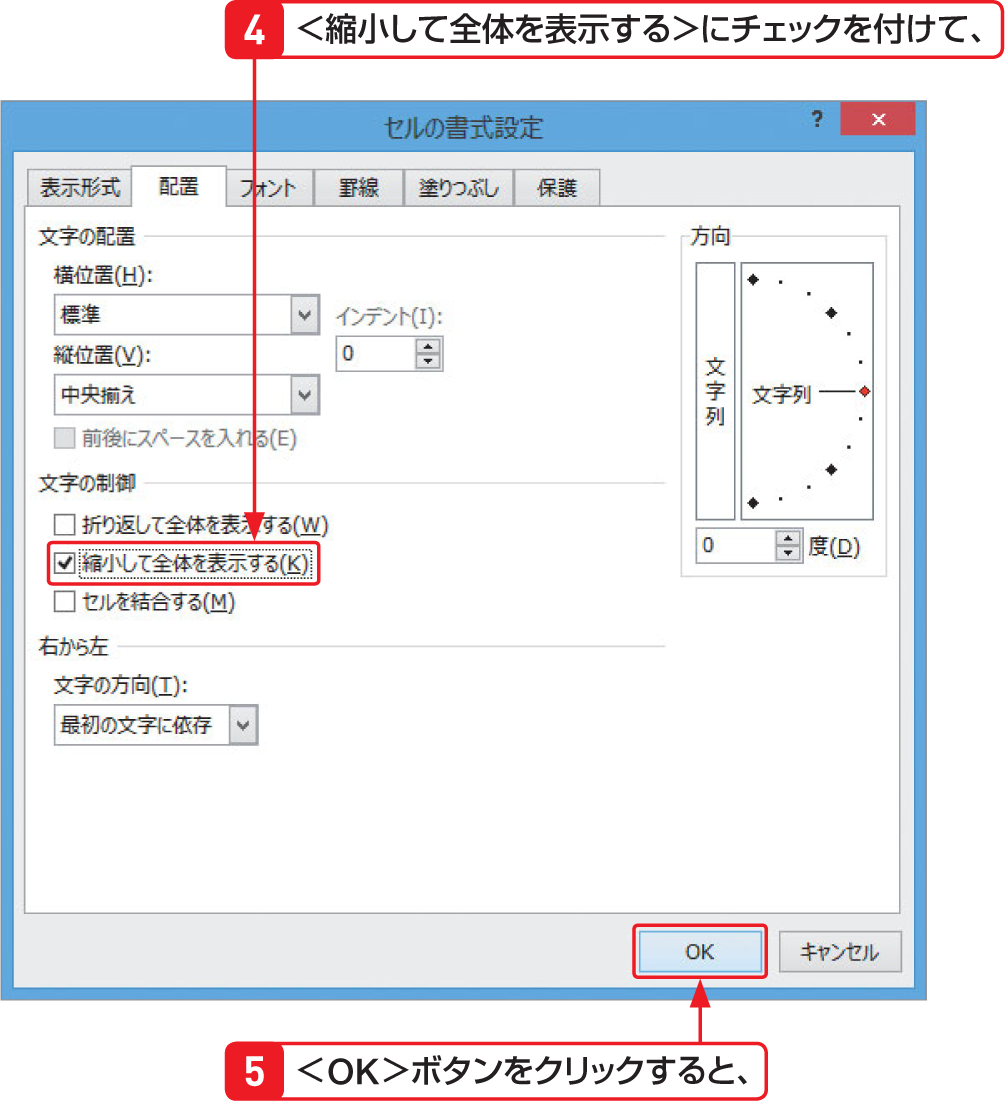 4 <縮小して全体を表示する>にチェックを付けて、
セルの書式設定 ? ×
表示形式 配置 フォント 罫線 塗りつぶし 保護
文字の配置
横位置(H):
標準
インデント(I):
0
縦位置(V):
中央揃え
前後にスペースを入れる(E)
文字の制御
折り返して全体を表示する(W)
縮小して全体を表示する(K)
セルを結合する(M)
右から左
文字の方向(T):
最初の文字に依存
方向
文字列
文字列
0 度(D)
OK キャンセル
5 <OK>ボタンをクリックすると、